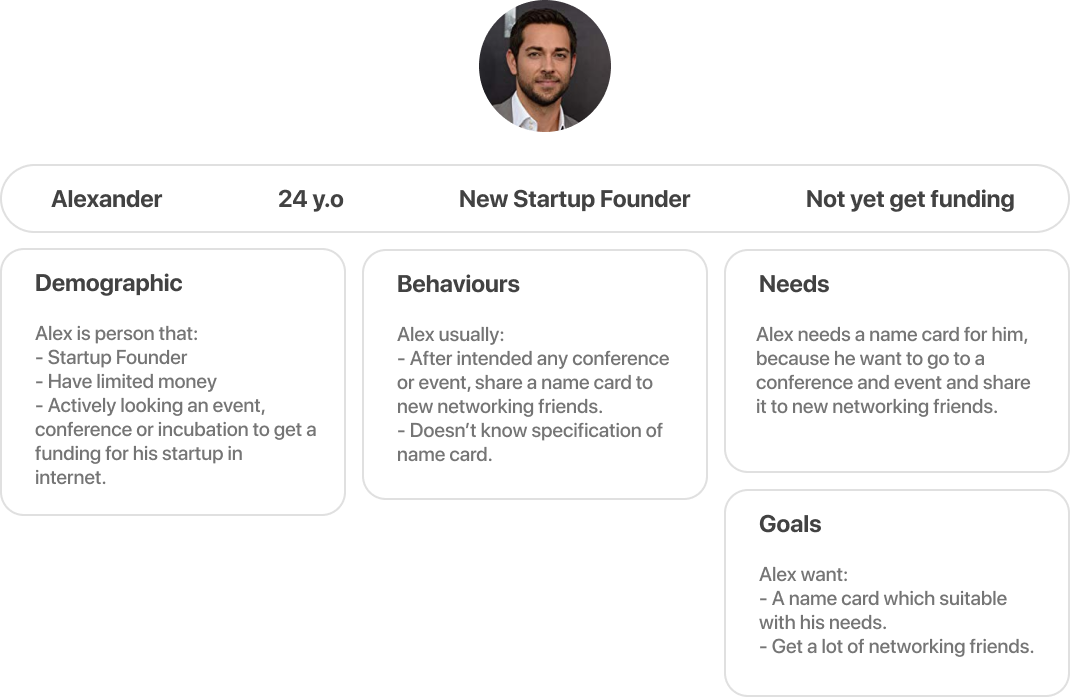 Alexander 24 y.o New Startup Founder Not yet get funding
Demographic
Alex is person that:
- Startup Founder
- Have limited money
- Actively looking an event,
conference or incubation to get a
funding for his startup in
internet.
Behaviours
Alex usually:
- After intended any conference
or event, share a name card to
new networking friends.
- Doesn’t know specification of
name card.
Needs
Alex needs a name card for him,
because he want to go to a
conference and event and share
it to new networking friends.
Goals
Alex want:
- A name card which suitable
with his needs.
- Get a lot of networking friends.